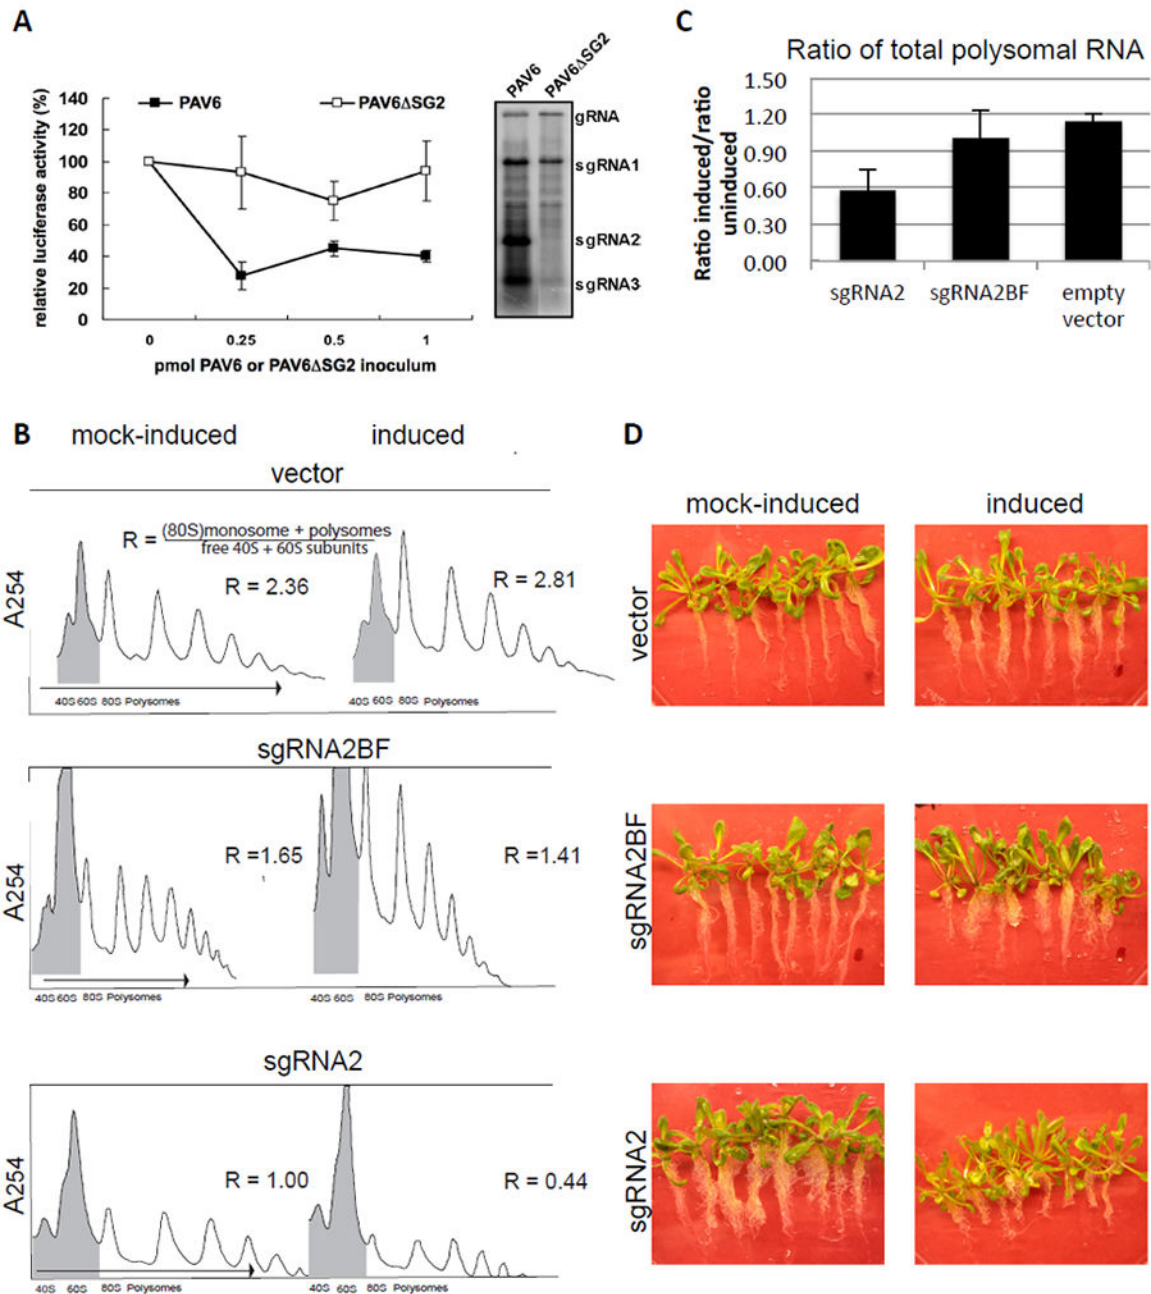 A
relative luciferase activity (%)
140
120
100
80
60
40
20
0
PAV6
PAV6ΔSG2
0
0.25
0.5
1
pmol PAV6 or PAV6ΔSG2 inoculum
PAV6
PAV6ΔSG2
gRNA
sgRNA1
sgRNA2
sgRNA3
C
Ratio of total polysomal RNA
Ratio induced/ratio
uninduced
1.50
1.20
0.90
0.60
0.30
0.00
sgRNA2
sgRNA2BF
empty
vector
B
mock-induced
induced
vector
A254
R = (80S)monosome + polysomes
free 40S + 60S subunits
R = 2.36
R = 2.81
40S 60S 80S Polysomes
40S 60S 80S Polysomes
sgRNA2BF
A254
R =1.65
R =1.41
40S 60S 80S Polysomes
40S 60S 80S Polysomes
sgRNA2
A254
R = 1.00
R = 0.44
40S 60S 80S Polysomes
40S 60S 80S Polysomes
D
mock-induced
induced
vector
sgRNA2BF
sgRNA2